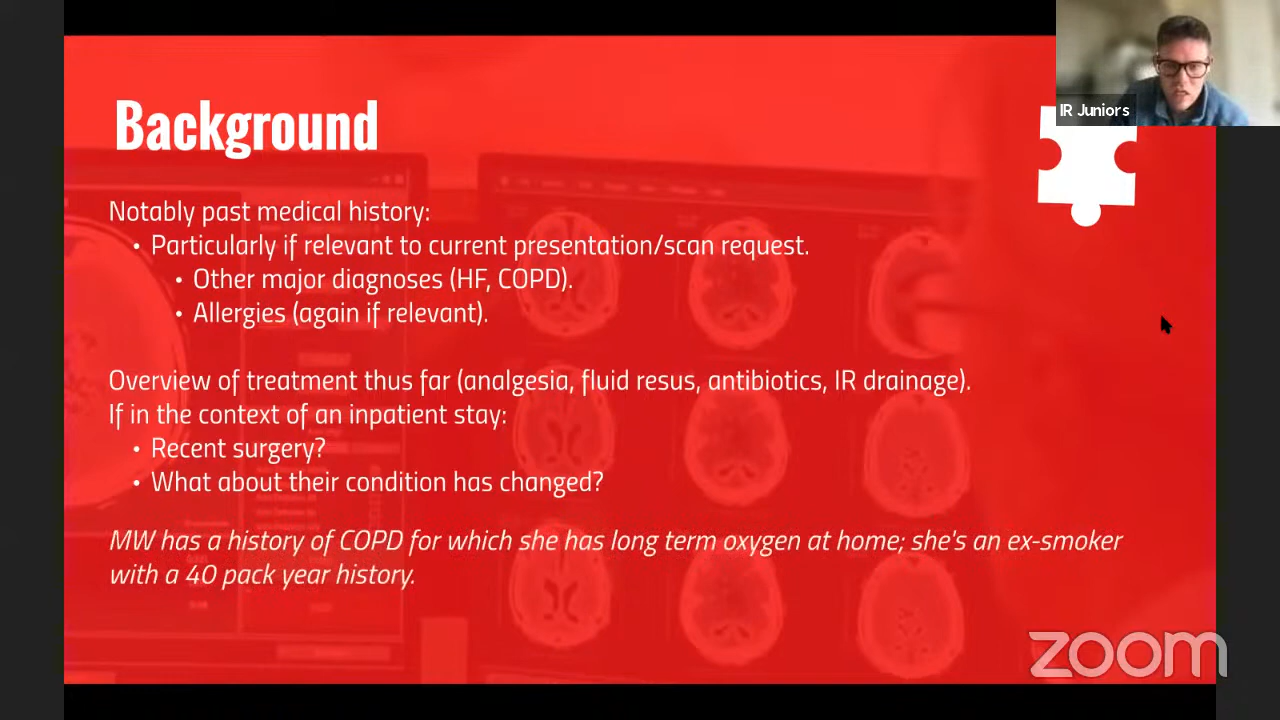 IR Juniors
Background
Notably past medical history:
• Particularly if relevant to current presentation/scan request.
• Other major diagnoses (HF, COPD).
• Allergies (again if relevant).
Overview of treatment thus far (analgesia, fluid resus, antibiotics, IR drainage).
If in the context of an inpatient stay:
• Recent surgery?
• What about their condition has changed?
MW has a history of COPD for which she has long term oxygen at home; she's an ex-smoker
with a 40 pack year history.
zoom